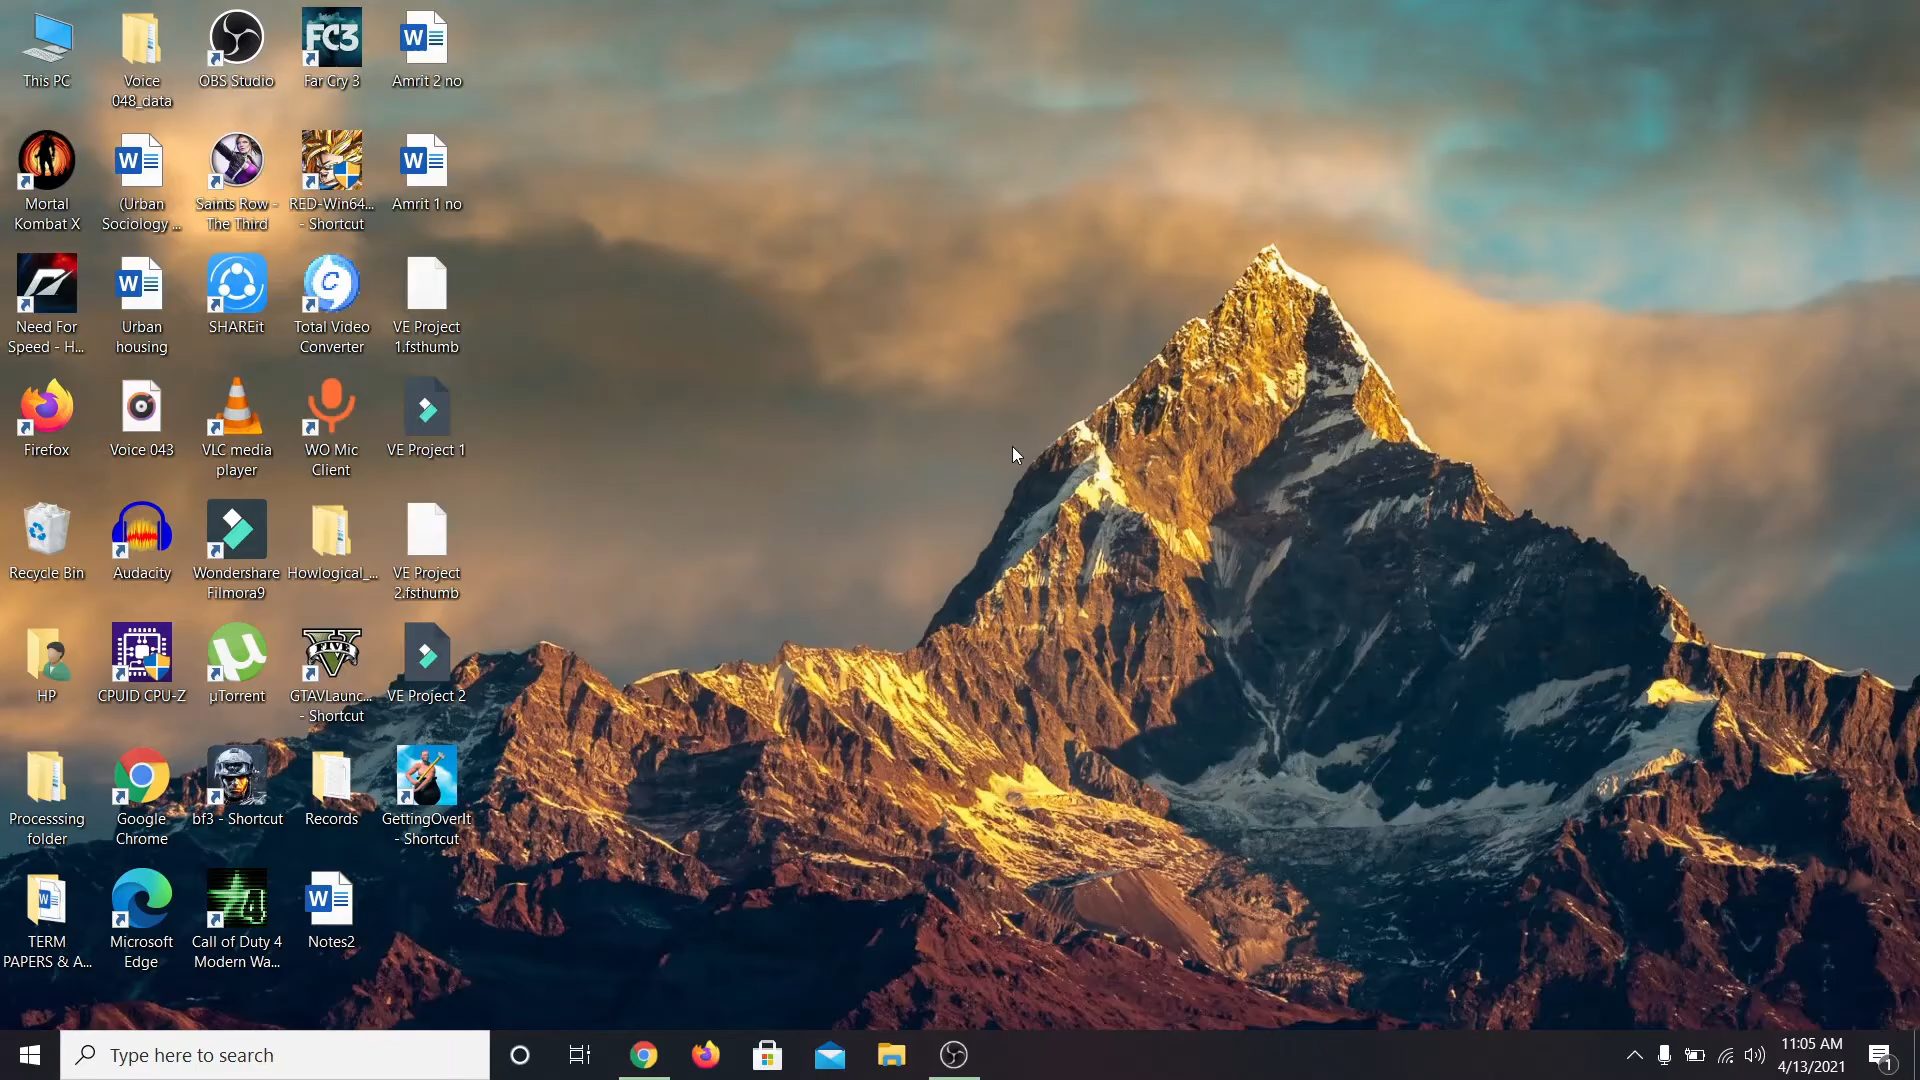 This PC
Voice
048_data
OBS Studio
FC3
Far Cry 3
W
Amrit 2 no
Mortal
Kombat X
W
(Urban
Sociology ...
Saints Row -
The Third
RED-Win64...
- Shortcut
W
Amrit 1 no
Need For
Speed - H...
W
Urban
housing
SHAREit
C
Total Video
Converter
VE Project
1.fsthumb
Firefox
Voice 043
VLC media
player
WO Mic
Client
VE Project 1
Recycle Bin
Audacity
Wondershare
Filmora9
Howlogical_...
VE Project
2.fsthumb
HP
CPUID CPU-Z
µ
µTorrent
V
FIVE
GTAVLaunc...
- Shortcut
VE Project 2
Processsing
folder
Google
Chrome
bf3 - Shortcut
Records
GettingOverIt
- Shortcut
W
TERM
PAPERS & A...
Microsoft
Edge
4
Call of Duty 4
Modern Wa...
W
Notes2
Type here to search
11:05 AM
4/13/2021
1